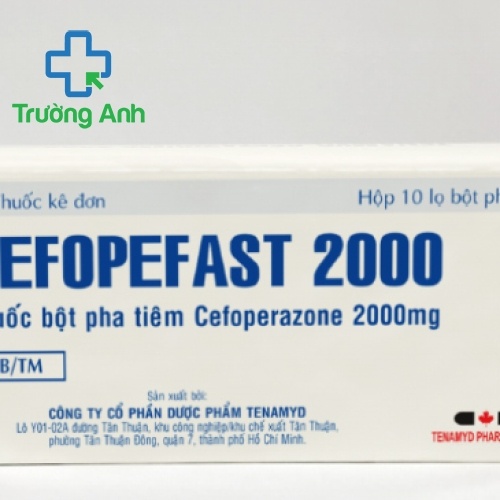 Trường Anh
huốc kê đơn
Hộp 10 lọ bột ph
EFOPEFAST 2000
uốc bột pha tiêm Cefoperazone 2000mg
B/TM
Sản xuất bởi:
CÔNG TY CỔ PHẦN DƯỢC PHẨM TENAMYD
Lô Y01-02A đường Tân Thuận, khu công nghiệp/khu chế xuất Tân Thuận,
phường Tân Thuận Đông, quận 7, thành phố Hồ Chí Minh.
TENAMYD PHAR